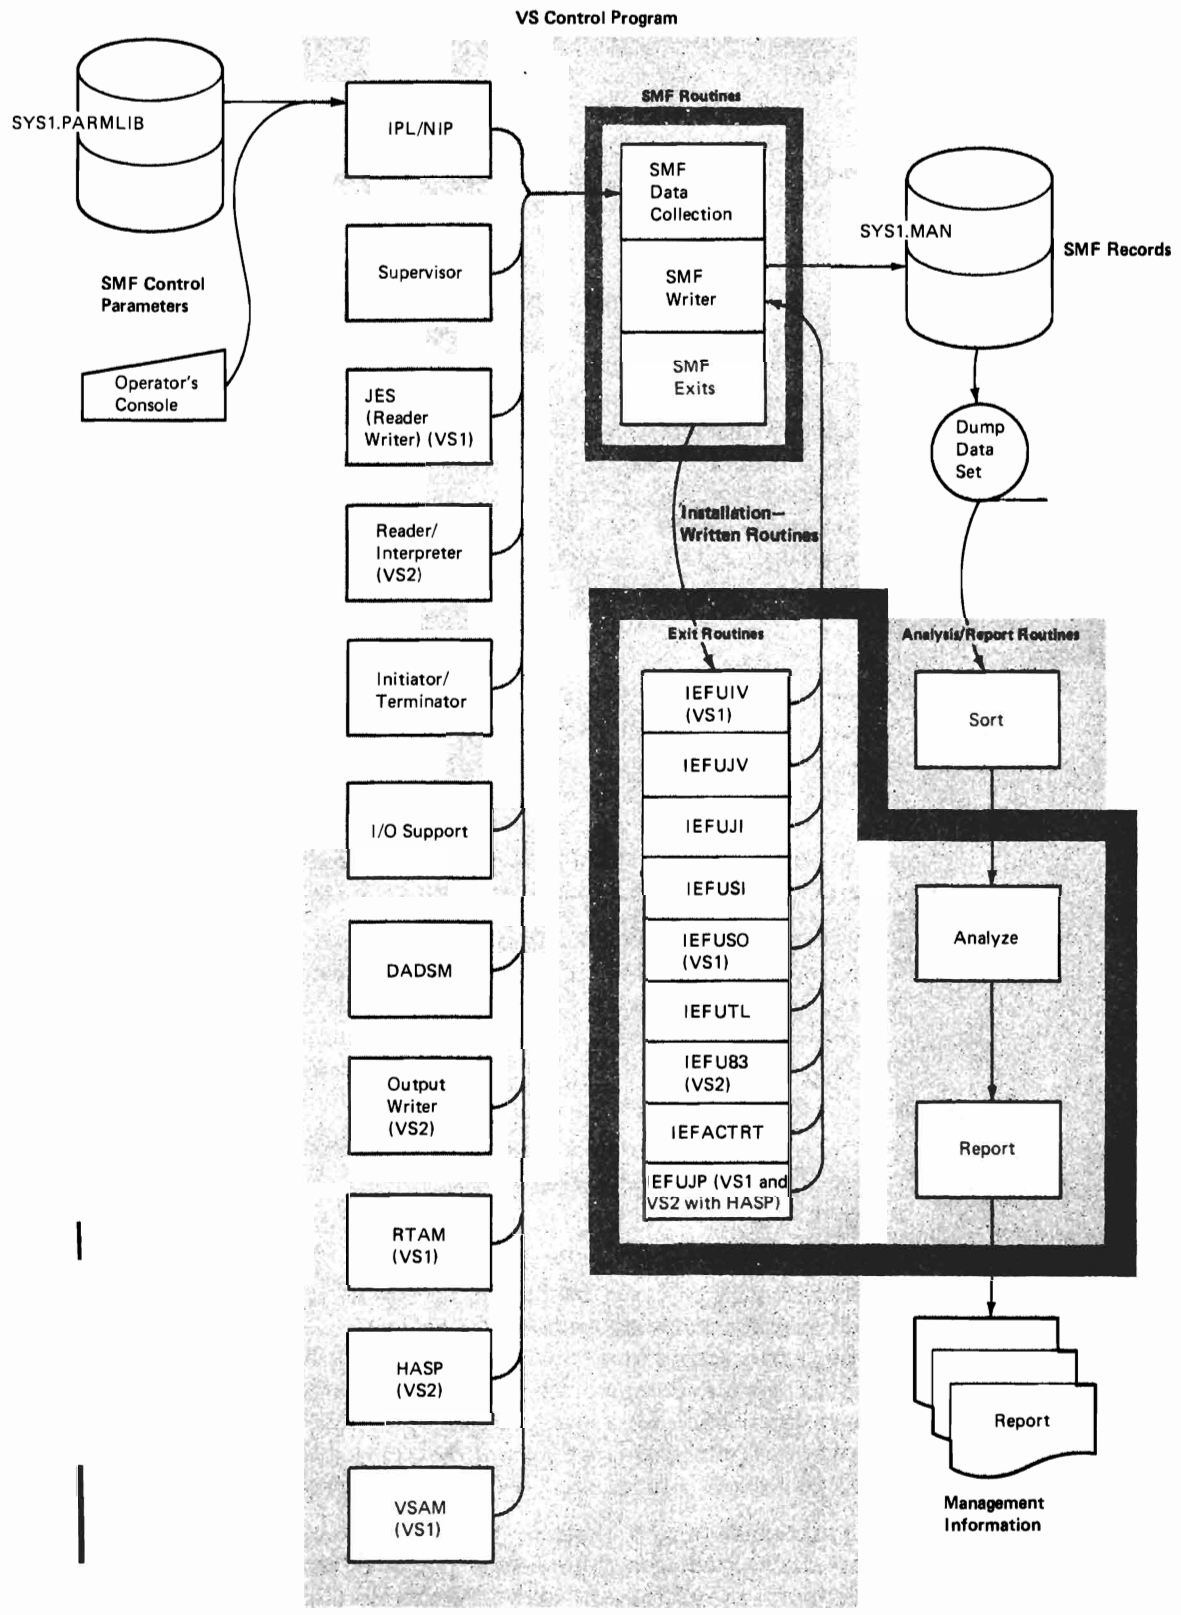 VS Control Program
SYS1.PARMLIB
SMF Control
Parameters
Operator's
Console
IPL/NIP
Supervisor
JES
(Reader
Writer) (VS1)
Reader/
Interpreter
(VS2)
Initiator/
Terminator
I/O Support
DADSM
Output
Writer
(VS2)
RTAM
(VS1)
HASP
(VS2)
VSAM
(VS1)
SMF Routines
SMF
Data
Collection
SMF
Writer
SMF
Exits
Installation–
Written Routines
Exit Routines
IEFUIV
(VS1)
IEFUJV
IEFUJI
IEFUSI
IEFUSO
(VS1)
IEFUTL
IEFU83
(VS2)
IEFACTRT
IEFUJP (VS1 and
VS2 with HASP)
SYS1.MAN
SMF Records
Dump
Data
Set
Analysis/Report Routines
Sort
Analyze
Report
Report
Management
Information